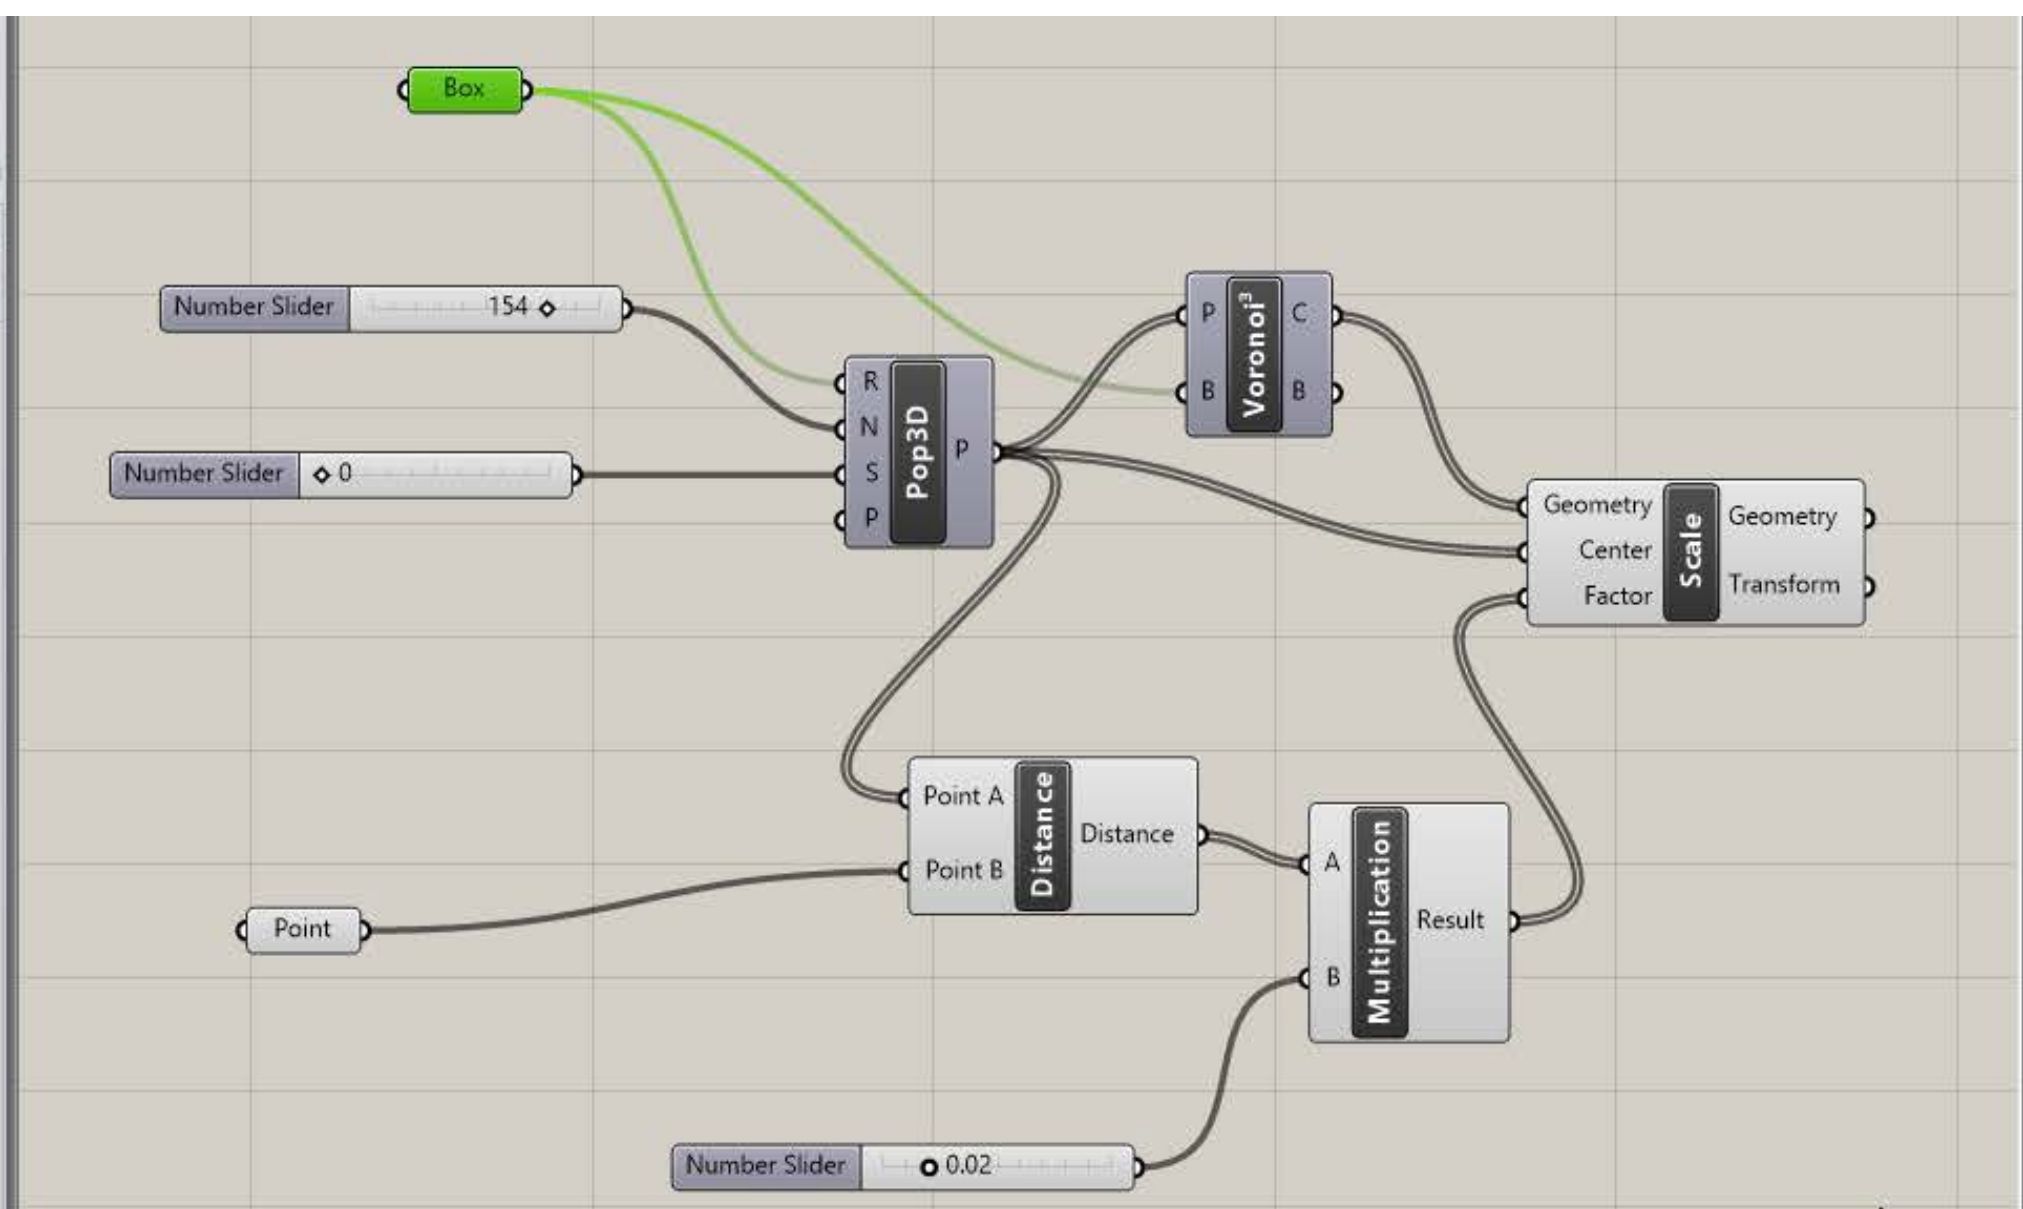 Box
Number Slider 154
Number Slider 0
R
N
S
P
Pop3D
P
P
B
Voronoi³
C
B
Geometry
Center
Factor
Scale
Geometry
Transform
Point
Point A
Point B
Distance
Distance
A
B
Multiplication
Result
Number Slider 0.02